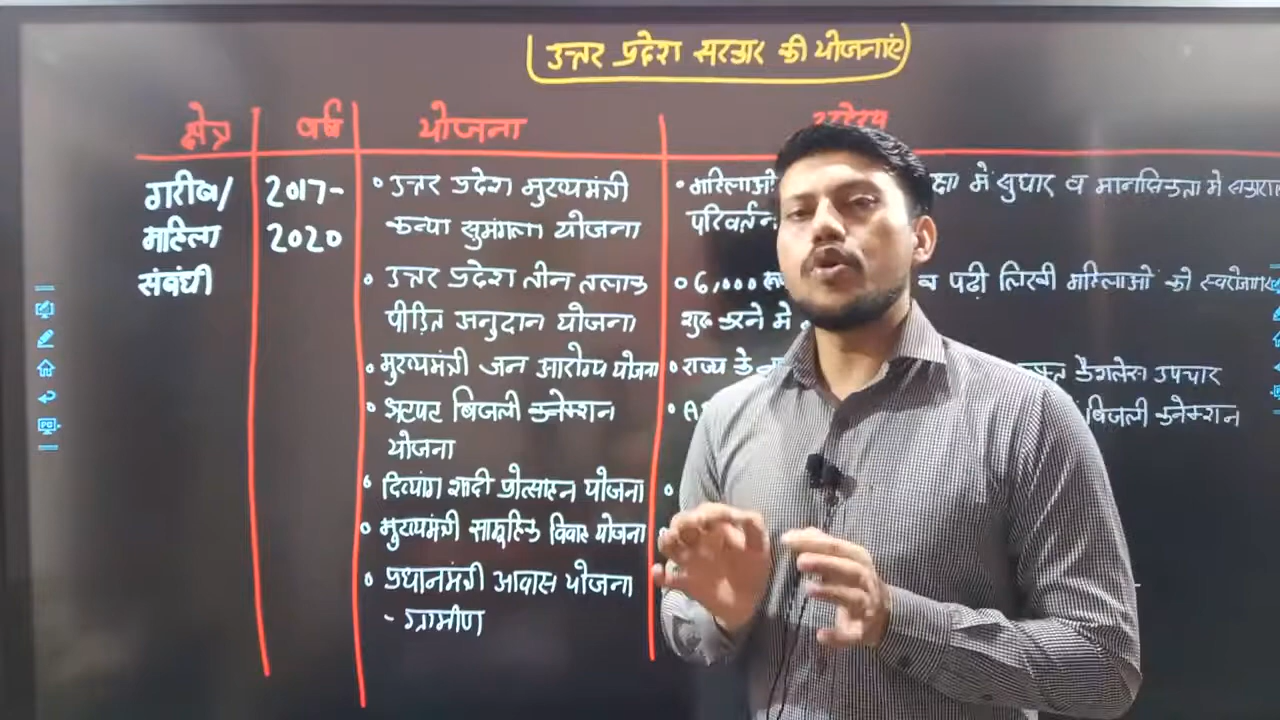 उत्तर प्रदेश सरकार की योजनाएं
क्षेत्र वर्ष योजना
गरीब/ 2017- • उत्तर प्रदेश मुख्यमंत्री • महिलाओं में सुधार व मानसिकता में
महिला 2020 कन्या सुमंगला योजना परिवर्तन
संबंधी • उत्तर प्रदेश तीन तलाक • 6,000 व पढी लिखी महिलाओं को
पीड़ित अनुदान योजना शुरू करने में
• मुख्यमंत्री जन आरोग्य योजना • राज्य के कैशलेस उपचार
• झटपट बिजली कनेक्शन बिजली कनेक्शन
योजना
• दिव्यांग शादी प्रोत्साहन योजना
• मुख्यमंत्री सामूहिक विवाह योजना
• प्रधानमंत्री आवास योजना
- ग्रामीण